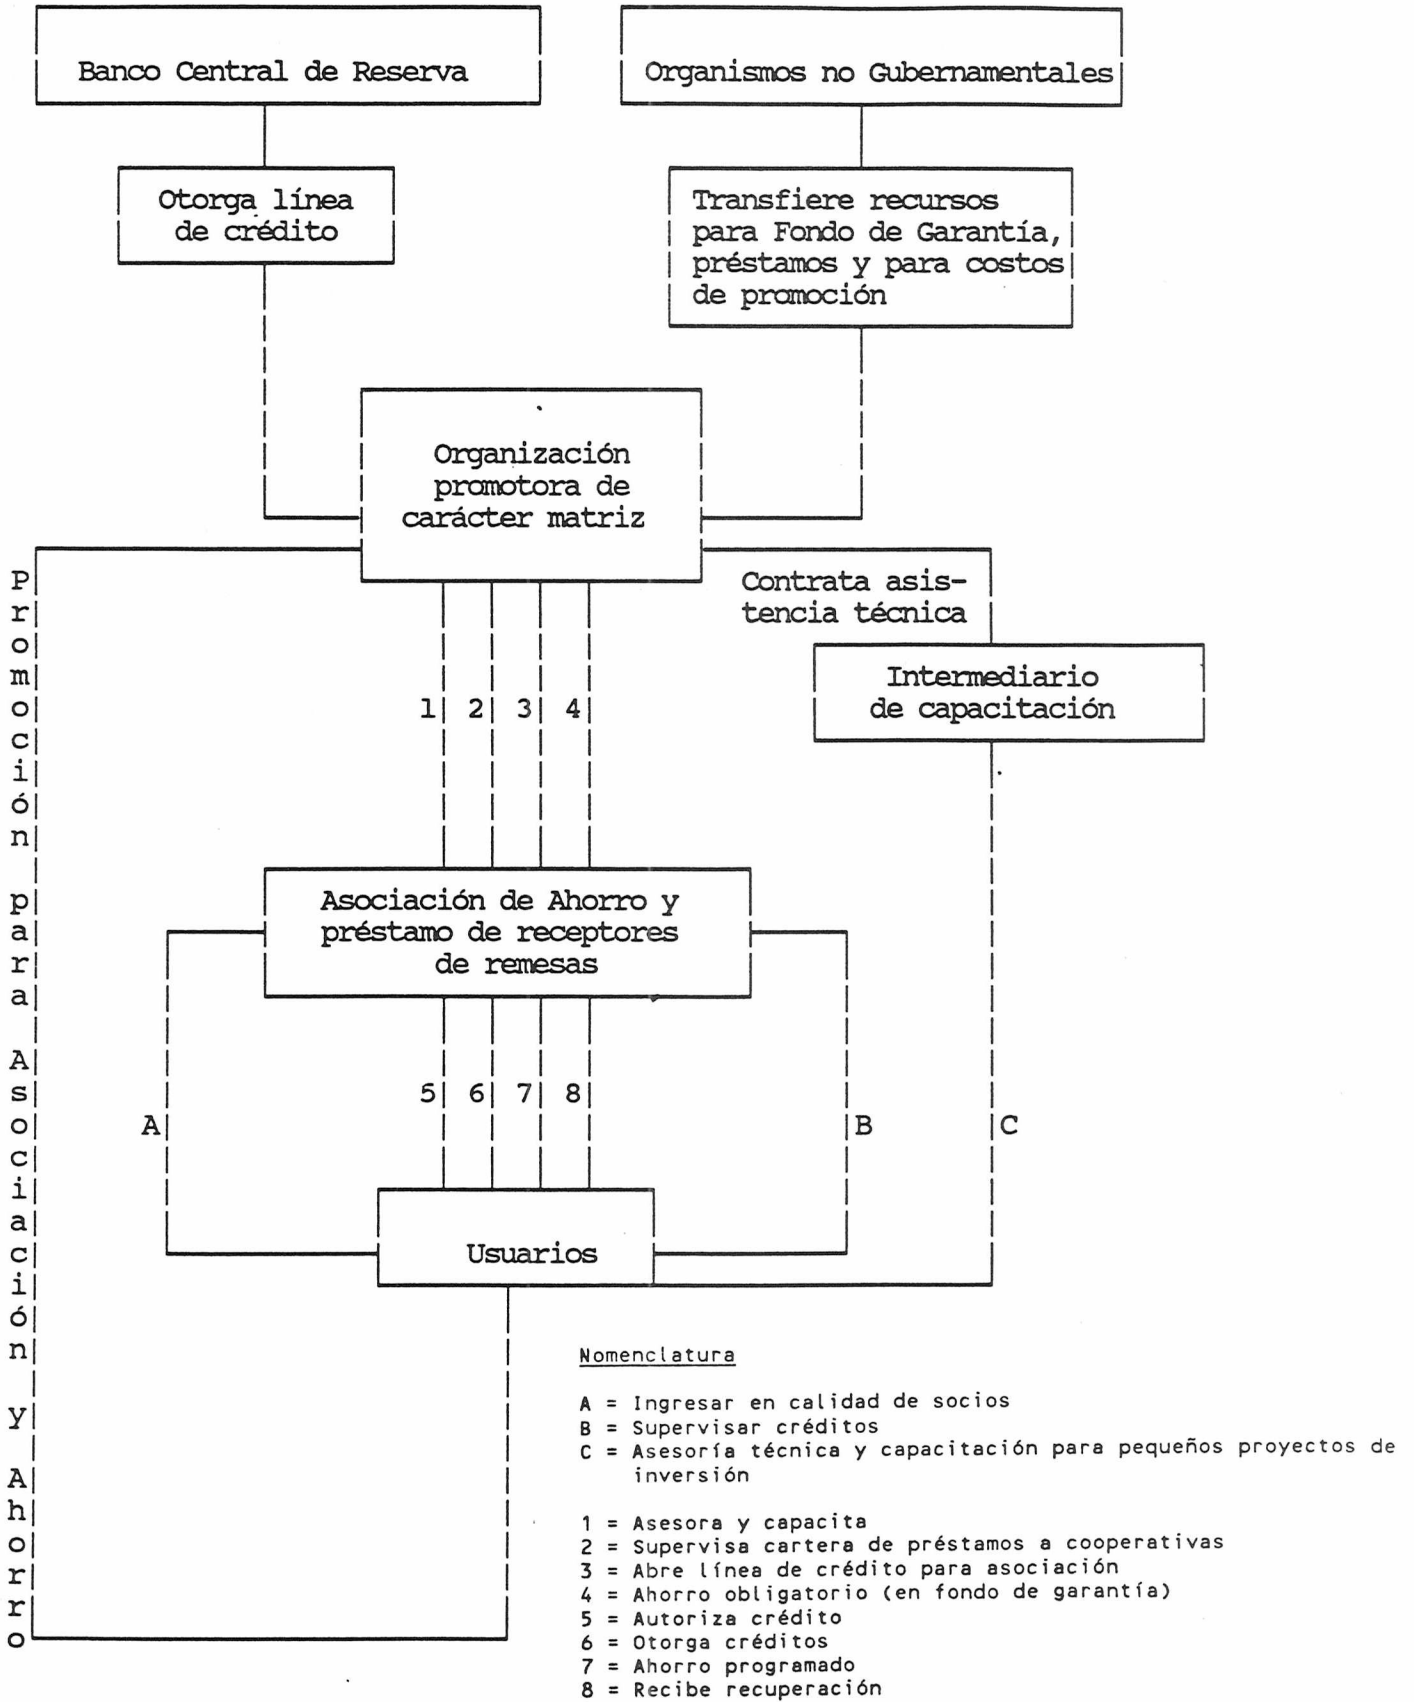 Banco Central de Reserva
Organismos no Gubernamentales
Otorga línea
de crédito
Transfiere recursos
para Fondo de Garantía,
préstamos y para costos
de promoción
Organización
promotora de
carácter matriz
Contrata asis-
tencia técnica
Intermediario
de capacitación
1 2 3 4
Asociación de Ahorro y
préstamo de receptores
de remesas
5 6 7 8
A
B
C
Usuarios
Promoción para Asociación y Ahorro
Nomenclatura
A = Ingresar en calidad de socios
B = Supervisar créditos
C = Asesoría técnica y capacitación para pequeños proyectos de
inversión
1 = Asesora y capacita
2 = Supervisa cartera de préstamos a cooperativas
3 = Abre línea de crédito para asociación
4 = Ahorro obligatorio (en fondo de garantía)
5 = Autoriza crédito
6 = Otorga créditos
7 = Ahorro programado
8 = Recibe recuperación